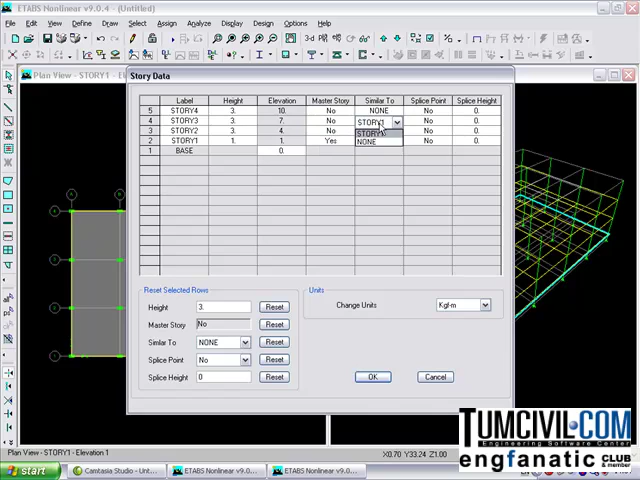 ETABS Nonlinear v9.0.4 - (Untitled)
File Edit View Define Draw Select Assign Analyze Display Design Options Help
Plan View - STORY1 - Elev
Story Data
Label Height Elevation Master Story Similar To Splice Point Splice Height
5 STORY4 3. 10. No NONE No 0.
4 STORY3 3. 7. No STORY1 No 0.
3 STORY2 3. 4. No STORY1 No 0.
2 STORY1 1. 1. Yes NONE No 0.
1 BASE 0.
Reset Selected Rows
Height 3. Reset
Master Story No Reset
Similar To NONE Reset
Splice Point No Reset
Splice Height 0 Reset
Units
Change Units Kgf-m
OK Cancel
Plan View - STORY1 - Elevation 1
X0.70 Y33.24 Z1.00
start
Camtasia Studio - Unt...
ETABS Nonlinear v9.0....
ETABS Nonlinear v9.0....
TUMCIVIL.COM
Engineering Software Center
engfanatic CLUB
& member